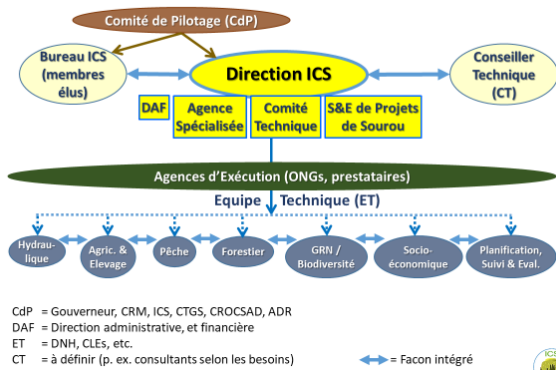 Comité de Pilotage (CdP)
Bureau ICS
(membres
élus)
Direction ICS
Conseiller
Technique
(CT)
DAF
Agence
Spécialisée
Comité
Technique
S&E de Projets
de Sourou
Agences d'Exécution (ONGs, prestataires)
Equipe Technique (ET)
Hydrau-
lique
Agric. &
Elevage
Pêche
Forestier
GRN /
Biodiversité
Socio-
économique
Planification,
Suivi & Eval.
CdP = Gouverneur, CRM, ICS, CTGS, CROCSAD, ADR
DAF = Direction administrative, et financière
ET = DNH, CLEs, etc.
CT = à définir (p. ex. consultants selon les besoins)
= Facon intégré
ICS